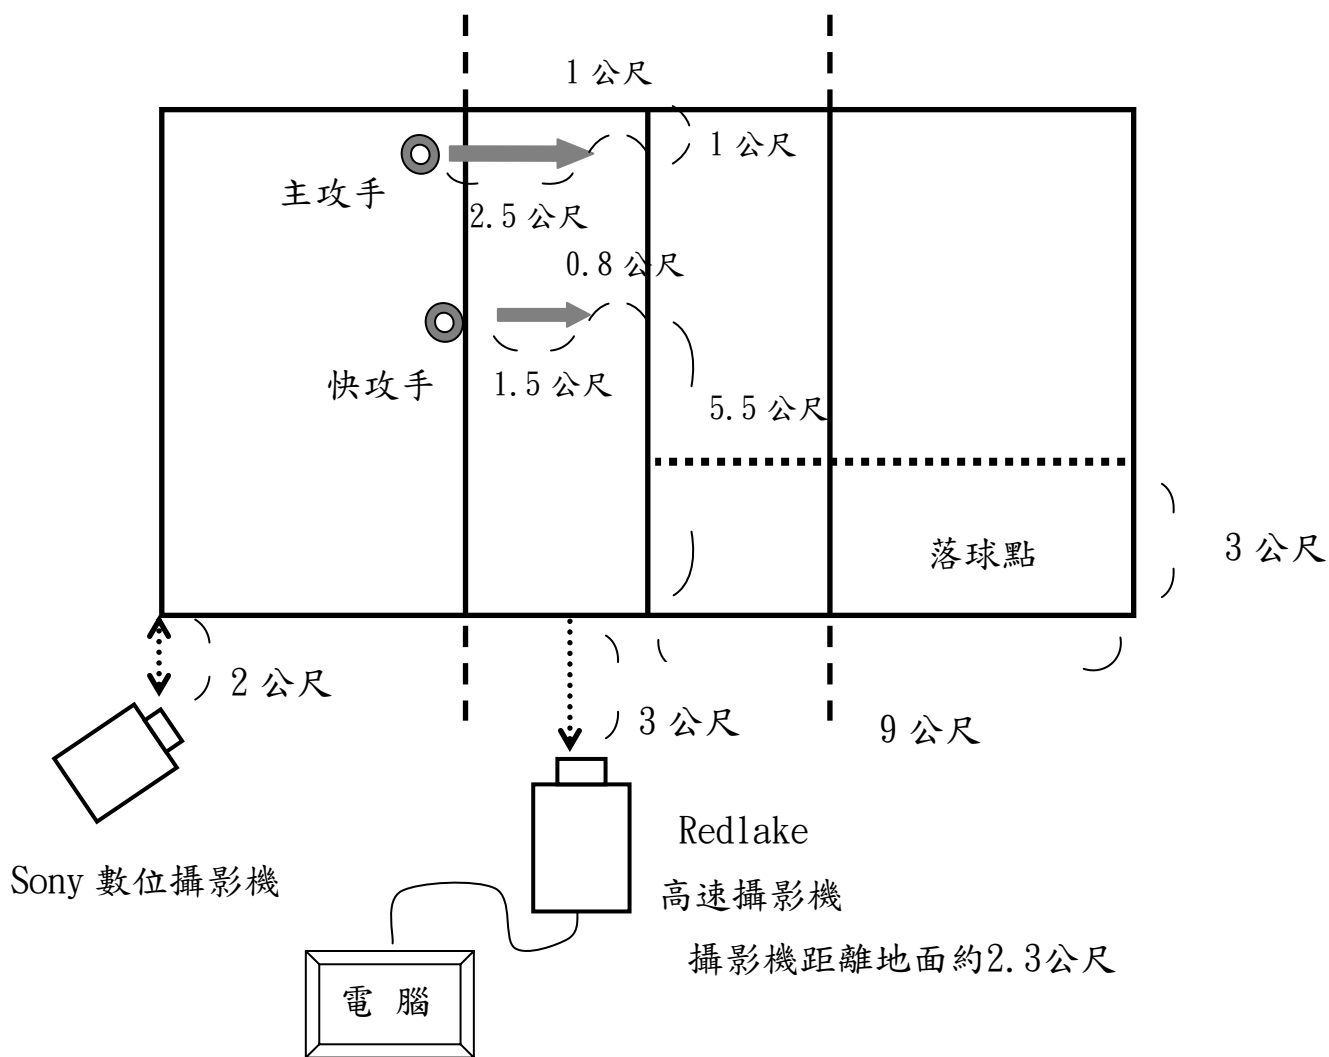 1 公尺
1 公尺
主攻手
2.5 公尺
0.8 公尺
快攻手
1.5 公尺
5.5 公尺
落球點
3 公尺
2 公尺
3 公尺
9 公尺
Redlake
Sony 數位攝影機
高速攝影機
攝影機距離地面約2.3公尺
電 腦